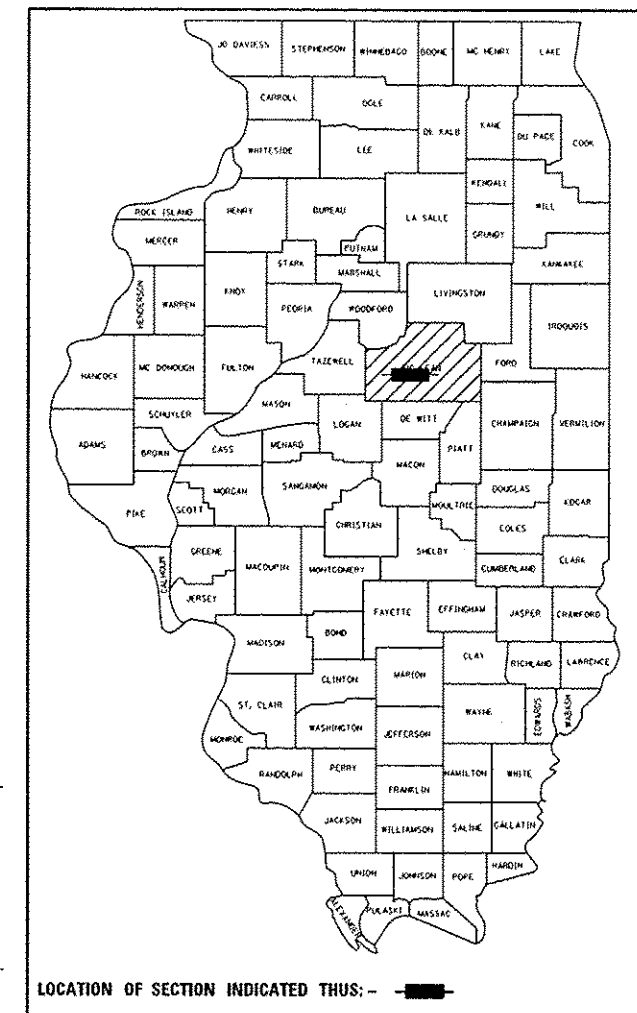 JO DAVIESS STEPHENSON WINNEBAGO BOONE MC HENRY LAKE
CARROLL OGLE DE KALB KANE DU PAGE COOK
WHITESIDE LEE KENDALL WILL
ROCK ISLAND HENRY BUREAU LA SALLE GRUNDY
MERCER PUTNAM KANKAKEE
STARK MARSHALL
HENDERSON WARREN KNOX PEORIA WOODFORD LIVINGSTON IROQUOIS
HANCOCK MC DONOUGH FULTON TAZEWELL FORD
MASON
SCHUYLER LOGAN DE WITT CHAMPAIGN VERMILION
ADAMS BROWN CASS MENARD PIATT
MACON
PIKE SCOTT MORGAN SANGAMON MOULTRIE DOUGLAS EDGAR
CHRISTIAN COLES
CALHOUN GREENE MACOUPIN MONTGOMERY SHELBY CUMBERLAND CLARK
JERSEY
FAYETTE EFFINGHAM JASPER CRAWFORD
MADISON BOND
CLAY RICHLAND LAWRENCE
CLINTON MARION
ST. CLAIR WAYNE EDWARDS WABASH
MONROE WASHINGTON JEFFERSON
RANDOLPH PERRY HAMILTON WHITE
FRANKLIN
JACKSON WILLIAMSON SALINE GALLATIN
UNION JOHNSON POPE HARDIN
ALEXANDER PULASKI MASSAC
LOCATION OF SECTION INDICATED THUS: -